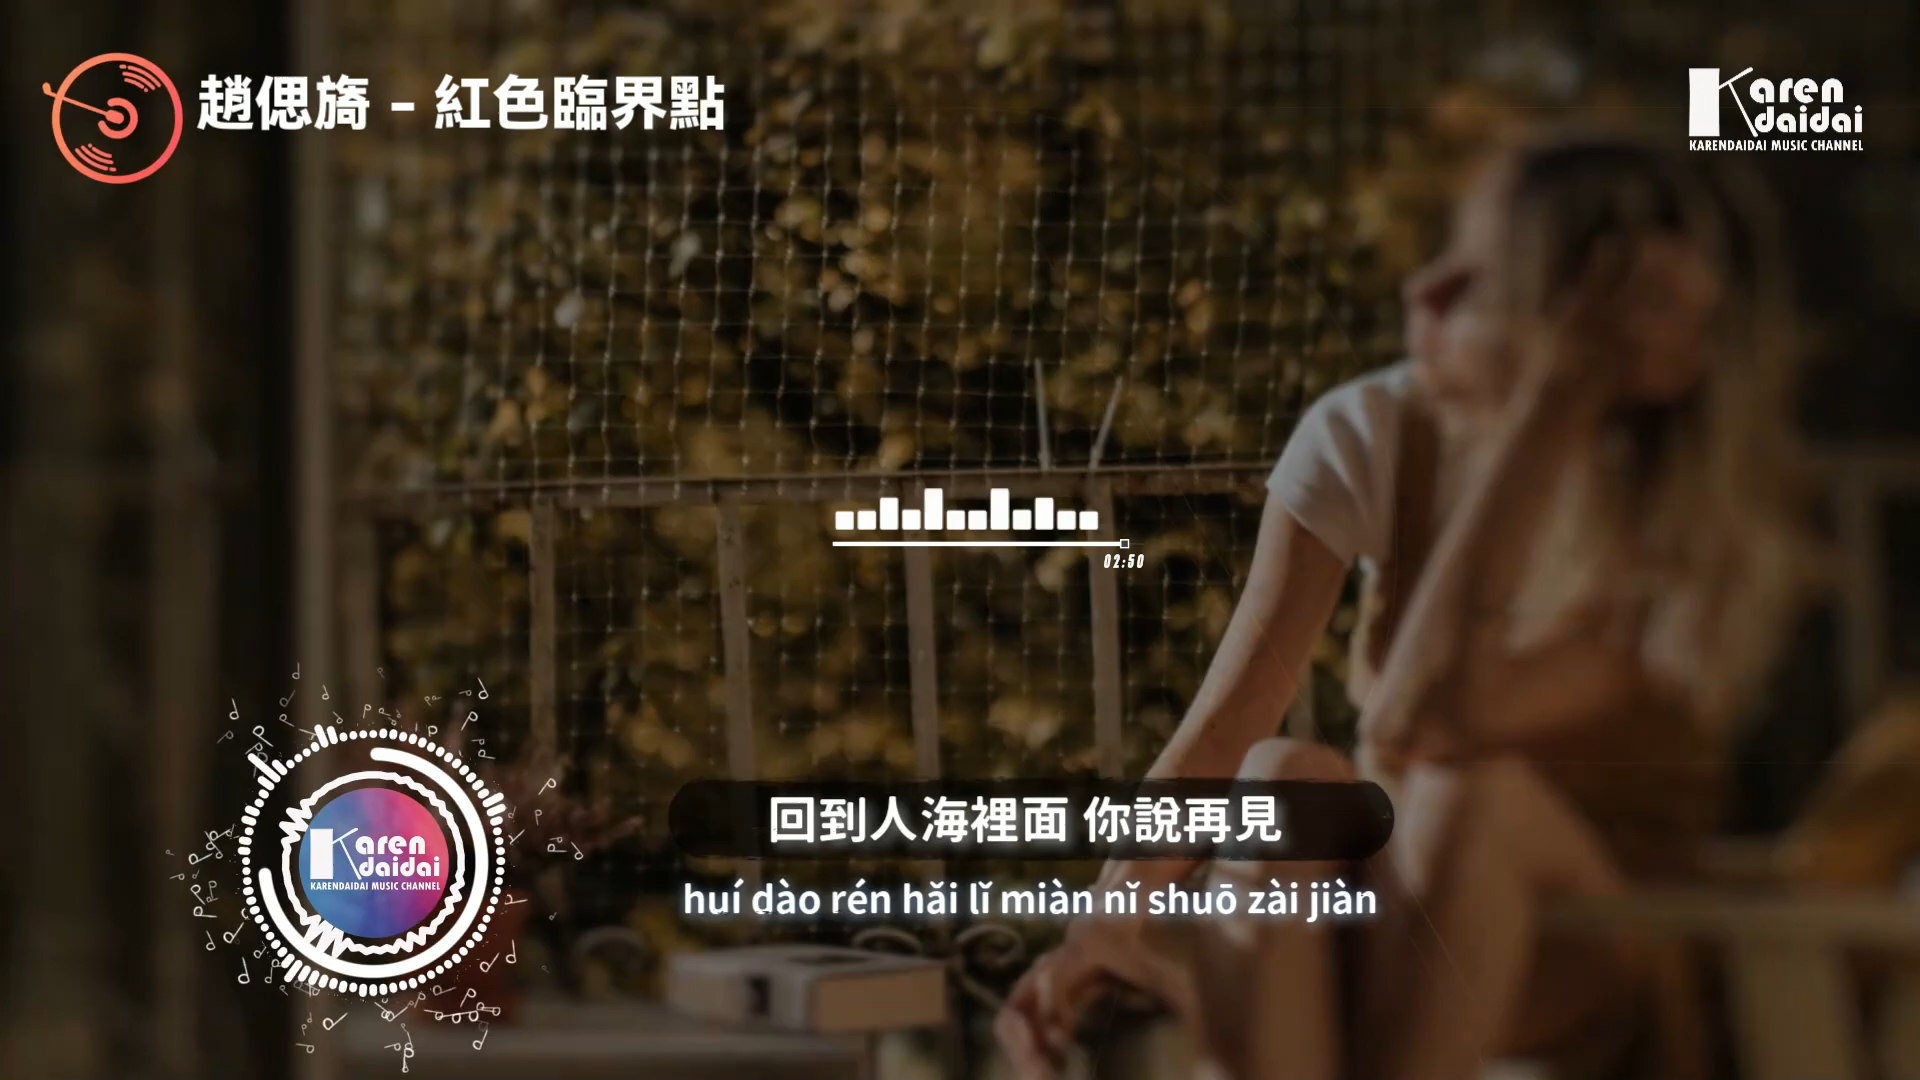 趙偲旖 – 紅色臨界點
Karen
daidai
KARENDAIDAI MUSIC CHANNEL
02:50
回到人海裡面 你說再見
huí dào rén hǎi lǐ miàn nǐ shuō zài jiàn
Karen
daidai
KARENDAIDAI MUSIC CHANNEL